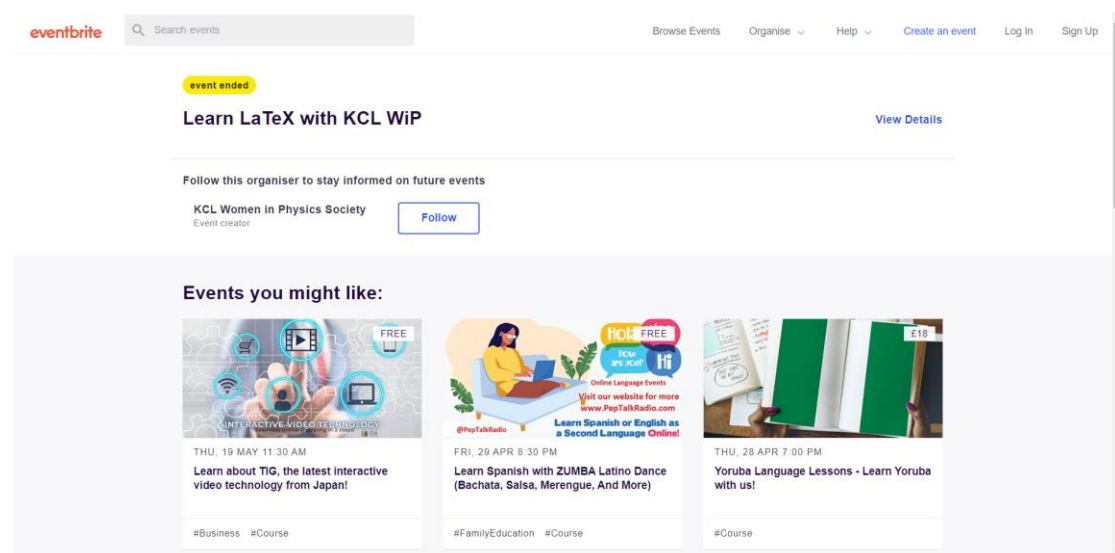 eventbrite
Search events
Browse Events
Organise
Help
Create an event
Log In
Sign Up
event ended
Learn LaTeX with KCL WiP
View Details
Follow this organiser to stay informed on future events
KCL Women in Physics Society
Event creator
Follow
Events you might like:
FREE
INTERACTIVE VIDEO TECHNOLOGY
THU, 19 MAY 11:30 AM
Learn about TIG, the latest interactive
video technology from Japan!
#Business #Course
FREE
how
are you?
Hi
Online Language Events
Visit our website for more
www.PepTalkRadio.com
@PepTalkRadio
Learn Spanish or English as
a Second Language Online!
FRI, 29 APR 8:30 PM
Learn Spanish with ZUMBA Latino Dance
(Bachata, Salsa, Merengue, And More)
#FamilyEducation #Course
£18
THU, 28 APR 7:00 PM
Yoruba Language Lessons - Learn Yoruba
with us!
#Course